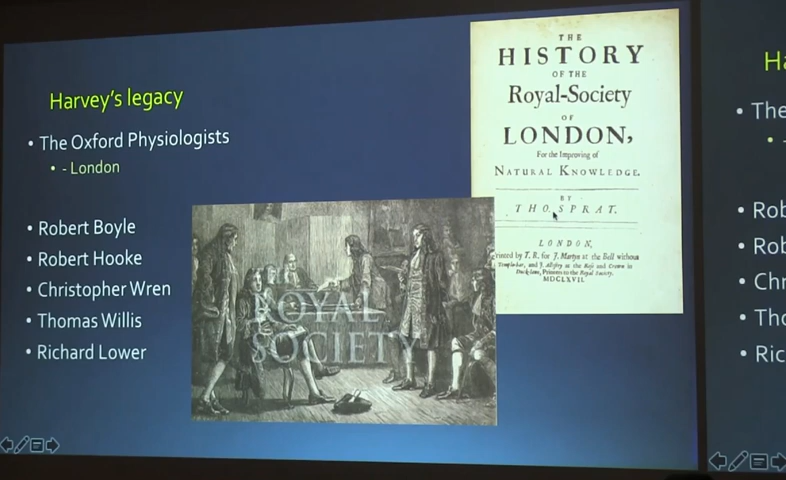 Harvey's legacy
• The Oxford Physiologists
• - London
• Robert Boyle
• Robert Hooke
• Christopher Wren
• Thomas Willis
• Richard Lower
THE
HISTORY
OF THE
Royal-Society
OF
LONDON,
For the Improving of
NATURAL KNOWLEDGE.
BY
THO. SPRAT.
LONDON,
Printed by T. R. for J. Martyn at the Bell without
Temple-bar, and J. Allestry at the Rose and Crown in
Duck-lane, Printers to the Royal Society.
MDCLXVII.
ROYAL
SOCIETY
Ha
• The
• -
• Rob
• Rob
• Chr
• Tho
• Ric